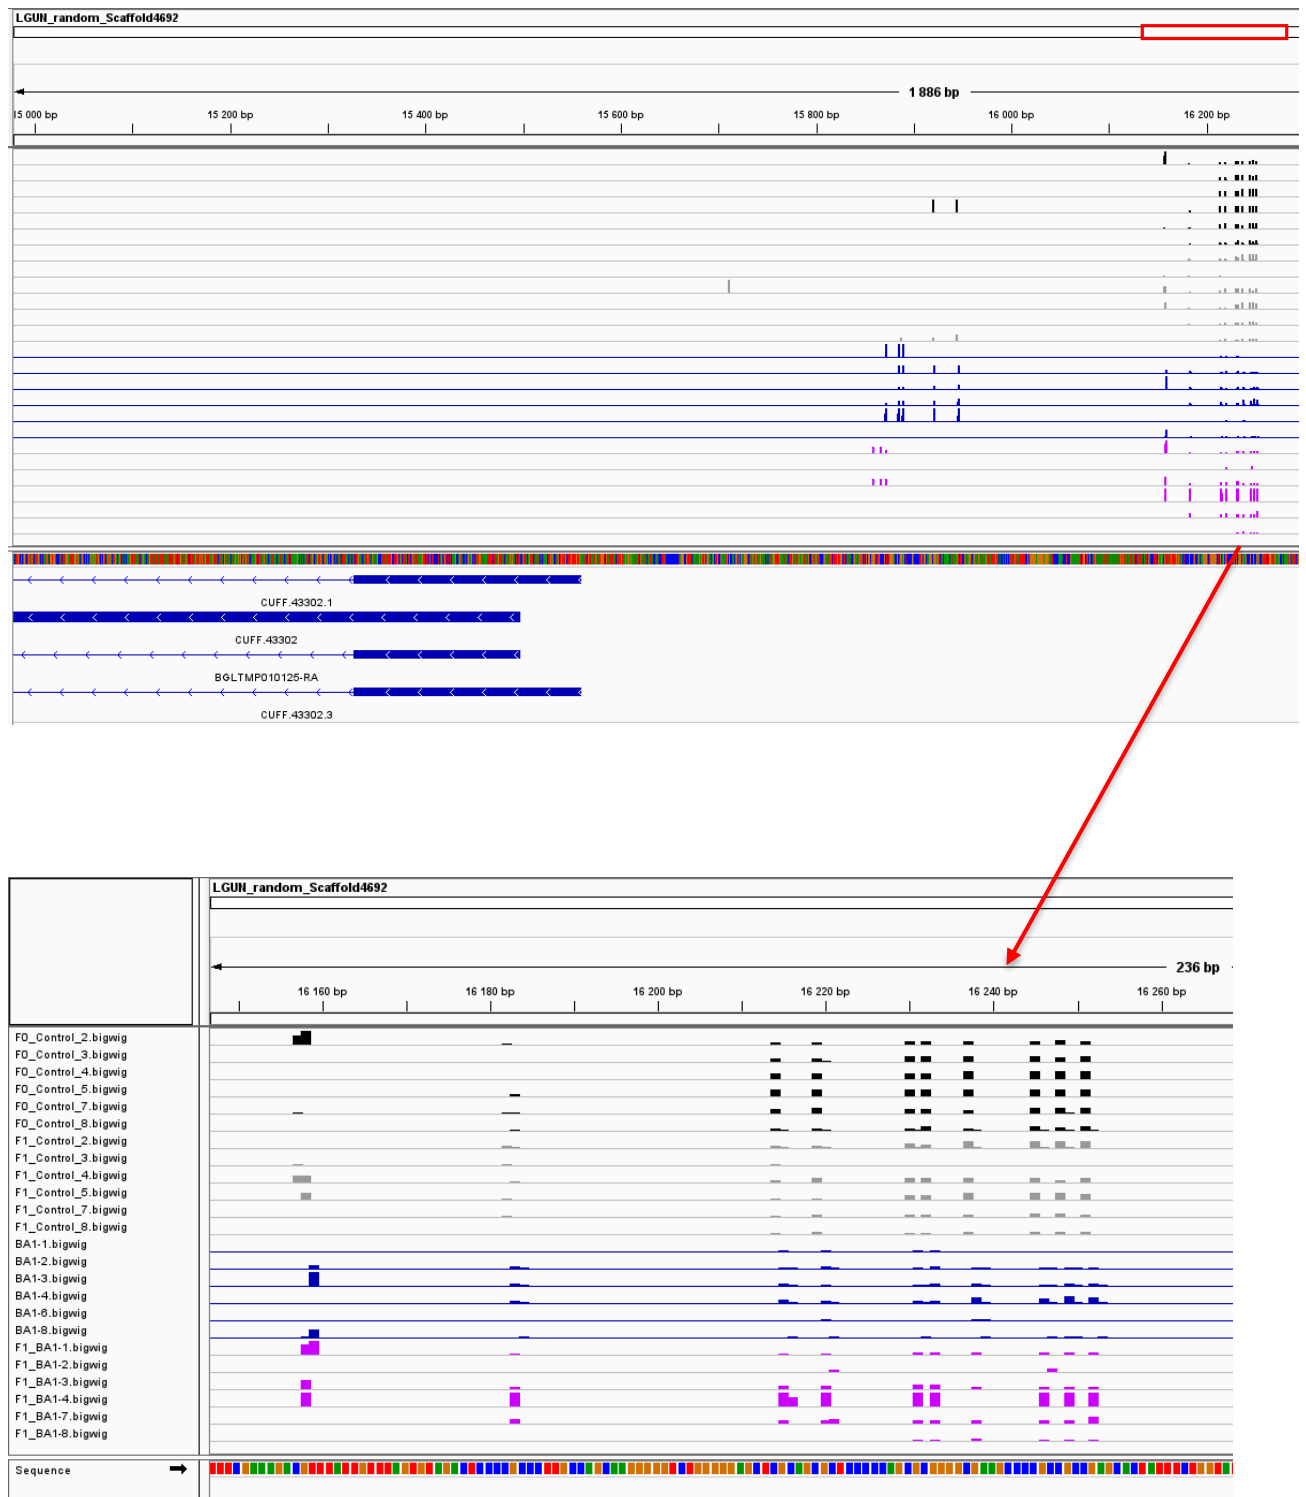 LGUN_random_Scaffold4692
1 886 bp
15 000 bp 15 200 bp 15 400 bp 15 600 bp 15 800 bp 16 000 bp 16 200 bp
CUFF.43302.1
CUFF.43302
BGLTMP010125-RA
CUFF.43302.3
LGUN_random_Scaffold4692
236 bp
16 160 bp 16 180 bp 16 200 bp 16 220 bp 16 240 bp 16 260 bp
F0_Control_2.bigwig
F0_Control_3.bigwig
F0_Control_4.bigwig
F0_Control_5.bigwig
F0_Control_7.bigwig
F0_Control_8.bigwig
F1_Control_2.bigwig
F1_Control_3.bigwig
F1_Control_4.bigwig
F1_Control_5.bigwig
F1_Control_7.bigwig
F1_Control_8.bigwig
BA1-1.bigwig
BA1-2.bigwig
BA1-3.bigwig
BA1-4.bigwig
BA1-6.bigwig
BA1-8.bigwig
F1_BA1-1.bigwig
F1_BA1-2.bigwig
F1_BA1-3.bigwig
F1_BA1-4.bigwig
F1_BA1-7.bigwig
F1_BA1-8.bigwig
Sequence